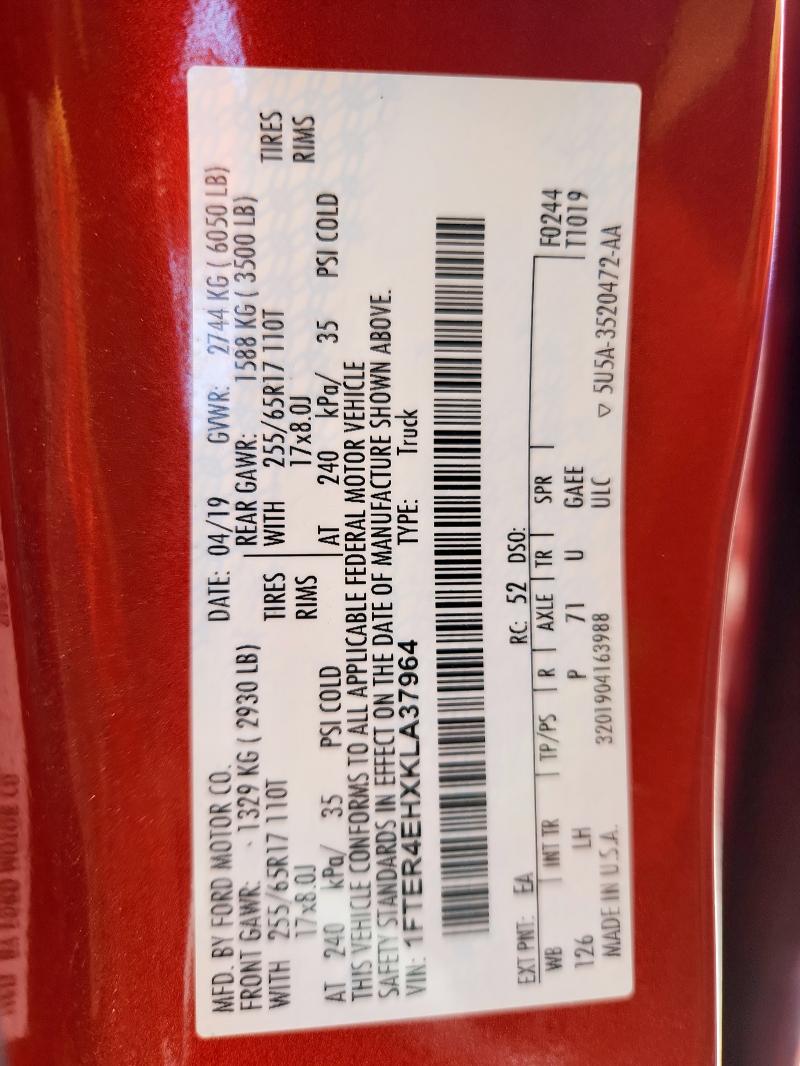 MFD. BY FORD MOTOR CO. DATE: 04/19 GVWR: 2744 KG ( 6050 LB)
FRONT GAWR: 1329 KG ( 2930 LB) REAR GAWR: 1588 KG ( 3500 LB)
WITH 255/65R17 110T TIRES WITH 255/65R17 110T TIRES
17x8.0J RIMS 17x8.0J RIMS
AT 240 kPa/ 35 PSI COLD AT 240 kPa/ 35 PSI COLD
THIS VEHICLE CONFORMS TO ALL APPLICABLE FEDERAL MOTOR VEHICLE
SAFETY STANDARDS IN EFFECT ON THE DATE OF MANUFACTURE SHOWN ABOVE.
VIN: 1FTER4EHXKLA37964 TYPE: Truck
EXT PNT: EA RC: 52 DSO:
WB INT TR TP/PS R AXLE TR SPR F0244
126 LH P 71 U GAEE T1019
ULC
MADE IN U.S.A. 3201904163988 ▽ 5U5A-3520472-AA